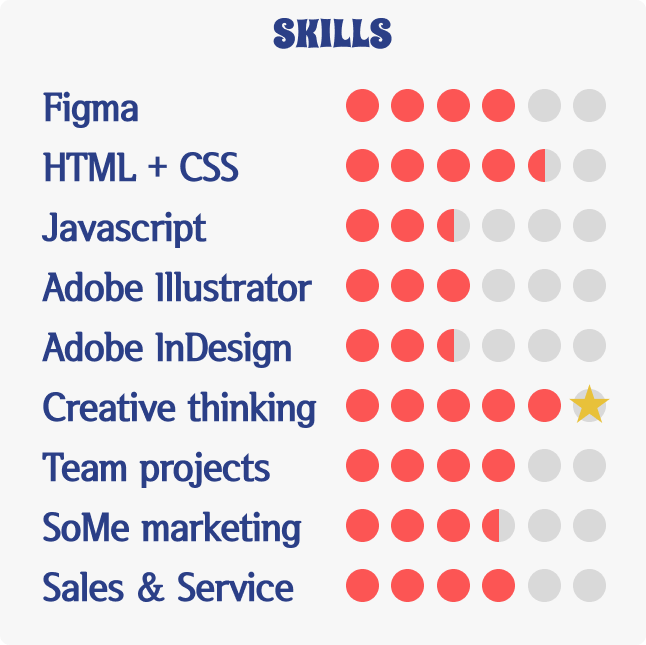 SKILLS
Figma
HTML + CSS
Javascript
Adobe Illustrator
Adobe InDesign
Creative thinking
Team projects
SoMe marketing
Sales & Service